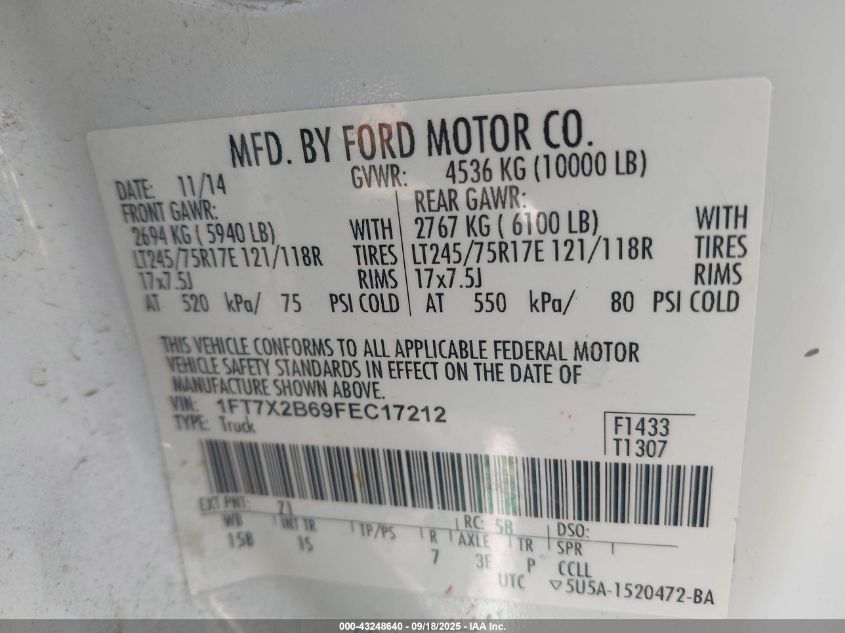 MFD. BY FORD MOTOR CO.
DATE: 11/14 GVWR: 4536 KG (10000 LB)
FRONT GAWR: REAR GAWR:
2694 KG ( 5940 LB) WITH 2767 KG ( 6100 LB) WITH
LT245/75R17E 121/118R TIRES LT245/75R17E 121/118R TIRES
17x7.5J RIMS 17x7.5J RIMS
AT 520 kPa/ 75 PSI COLD AT 550 kPa/ 80 PSI COLD
THIS VEHICLE CONFORMS TO ALL APPLICABLE FEDERAL MOTOR
VEHICLE SAFETY STANDARDS IN EFFECT ON THE DATE OF
MANUFACTURE SHOWN ABOVE.
VIN: 1FT7X2B69FEC17212
TYPE: Truck
F1433
T1307
EXT PNT: Z1 RC: 58 DSO:
WB INT TR TP/PS R AXLE TR SPR
158 1S 7 3E P CCLL
UTC ▽5U5A-1520472-BA
000-43248640 - 09/18/2025 - IAA Inc.